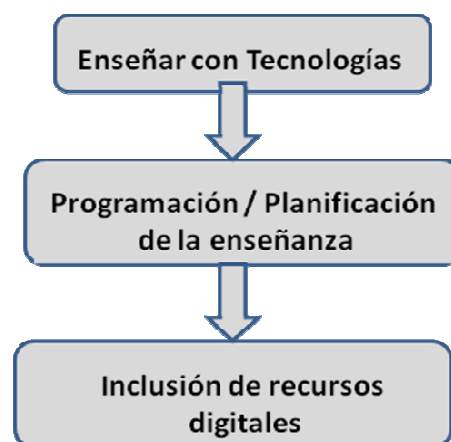 Enseñar con Tecnologías
Programación / Planificación
de la enseñanza
Inclusión de recursos
digitales